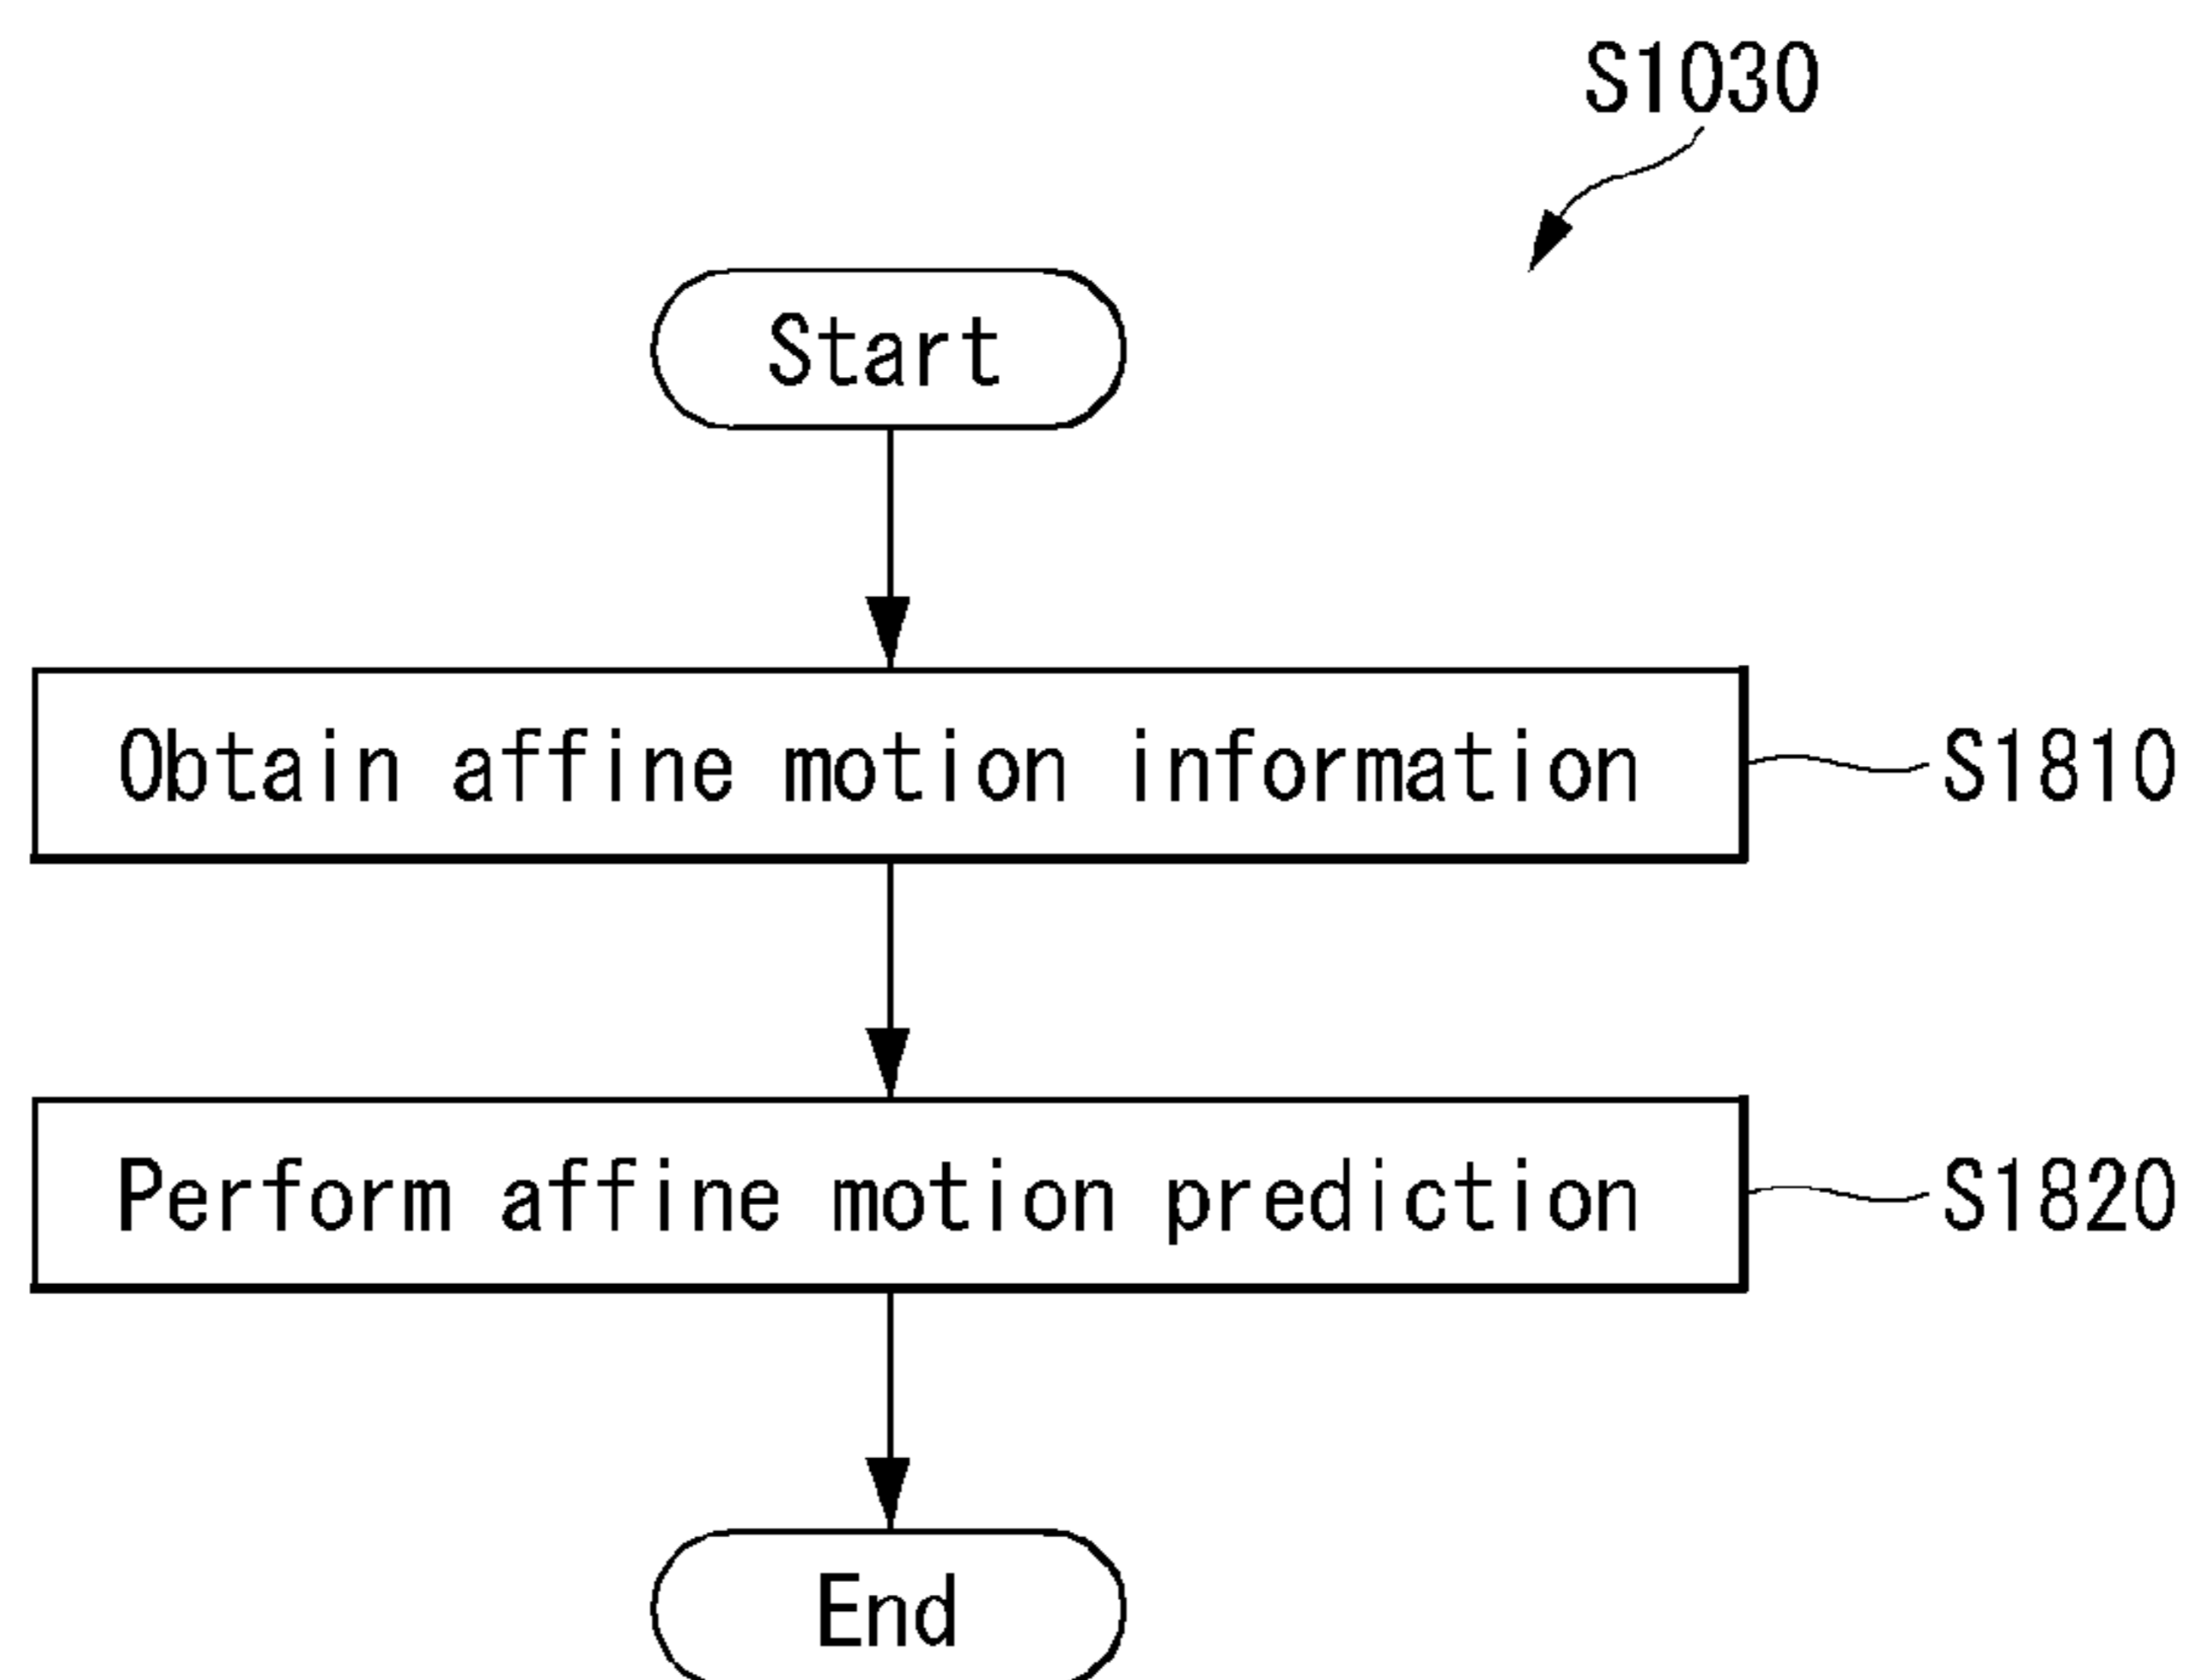 S1030
Start
Obtain affine motion information
S1810
Perform affine motion prediction
S1820
End